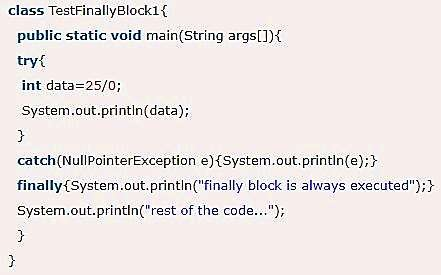 class TestFinallyBlock1{
public static void main(String args[]){
try{
int data=25/0;
System.out.println(data);
}
catch(NullPointerException e){System.out.println(e);}
finally{System.out.println("finally block is always executed");}
System.out.println("rest of the code...");
}
}